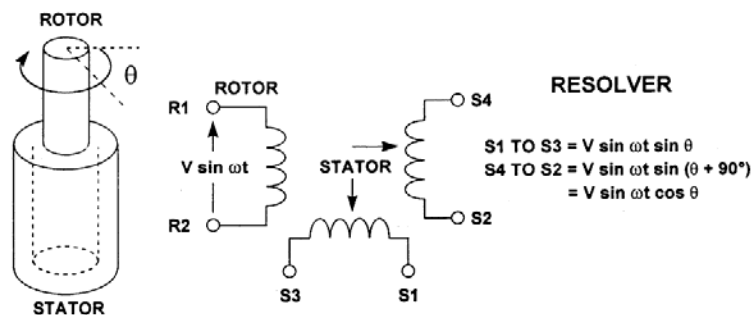 ROTOR
θ
STATOR
ROTOR
R1
V sin ωt
R2
STATOR
S4
S2
S3
S1
RESOLVER
S1 TO S3 = V sin ωt sin θ
S4 TO S2 = V sin ωt sin (θ + 90°)
= V sin ωt cos θ